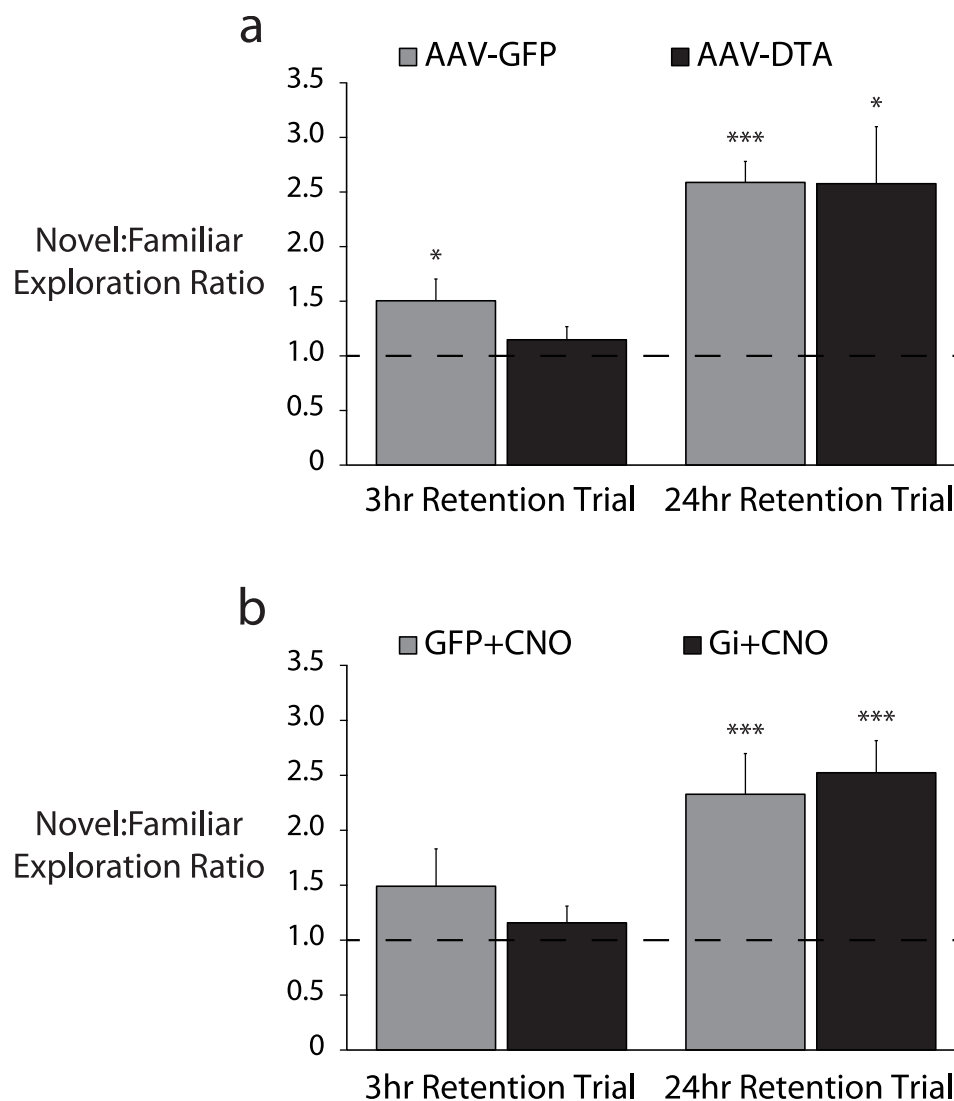 a
AAV-GFP AAV-DTA
3.5
3.0
2.5
2.0
1.5
1.0
0.5
0
Novel:Familiar
Exploration Ratio
*
***
*
3hr Retention Trial 24hr Retention Trial
b
GFP+CNO Gi+CNO
3.5
3.0
2.5
2.0
1.5
1.0
0.5
0
Novel:Familiar
Exploration Ratio
***
***
3hr Retention Trial 24hr Retention Trial